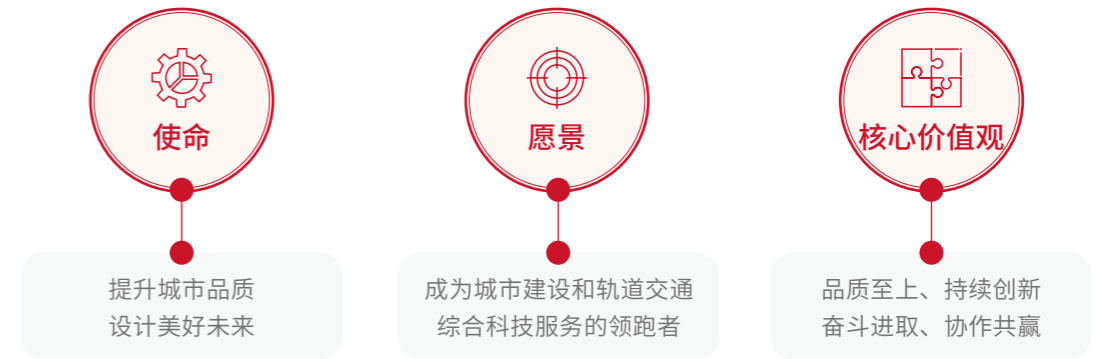 使命
提升城市品质
设计美好未来
愿景
成为城市建设和轨道交通
综合科技服务的领跑者
核心价值观
品质至上、持续创新
奋斗进取、协作共赢